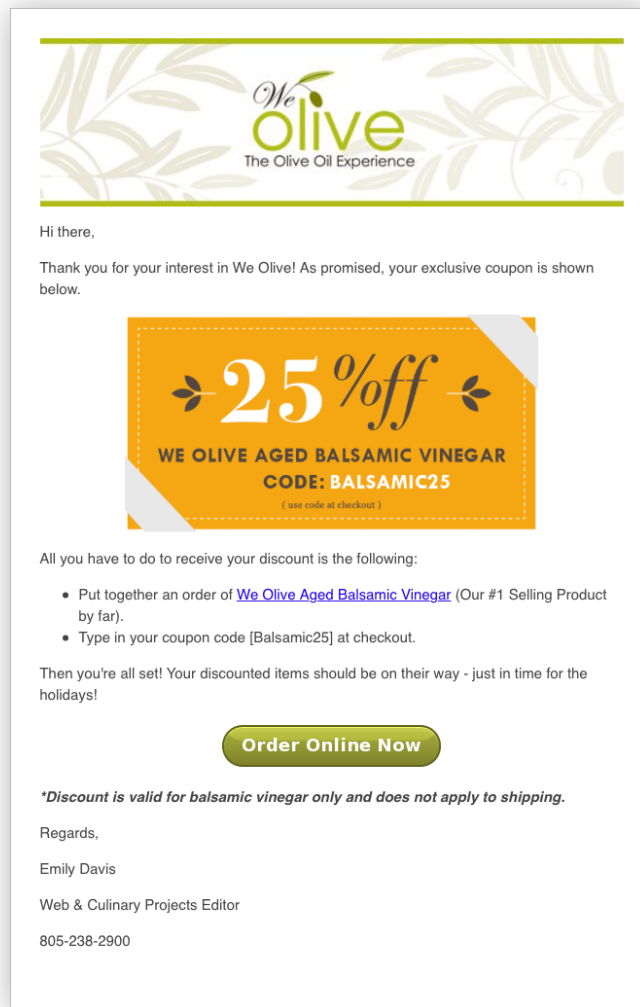 We
olive
The Olive Oil Experience
Hi there,
Thank you for your interest in We Olive! As promised, your exclusive coupon is shown
below.
25%off
WE OLIVE AGED BALSAMIC VINEGAR
CODE: BALSAMIC25
( use code at checkout )
All you have to do to receive your discount is the following:
• Put together an order of We Olive Aged Balsamic Vinegar (Our #1 Selling Product
by far).
• Type in your coupon code [Balsamic25] at checkout.
Then you're all set! Your discounted items should be on their way - just in time for the
holidays!
Order Online Now
*Discount is valid for balsamic vinegar only and does not apply to shipping.
Regards,
Emily Davis
Web & Culinary Projects Editor
805-238-2900